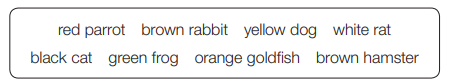 red parrot brown rabbit yellow dog white rat
black cat green frog orange goldfish brown hamster